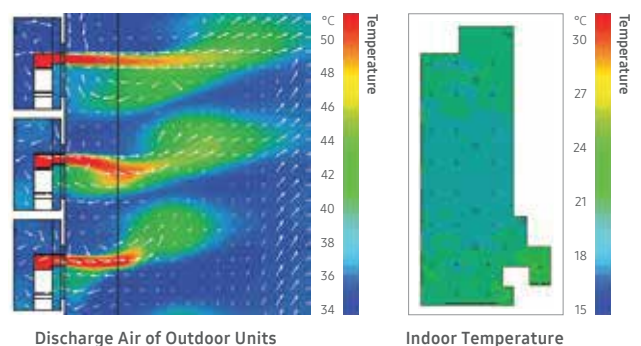 °C
50
48
46
44
42
40
38
36
34
Temperature
°C
30
27
24
21
18
15
Temperature
Discharge Air of Outdoor Units
Indoor Temperature